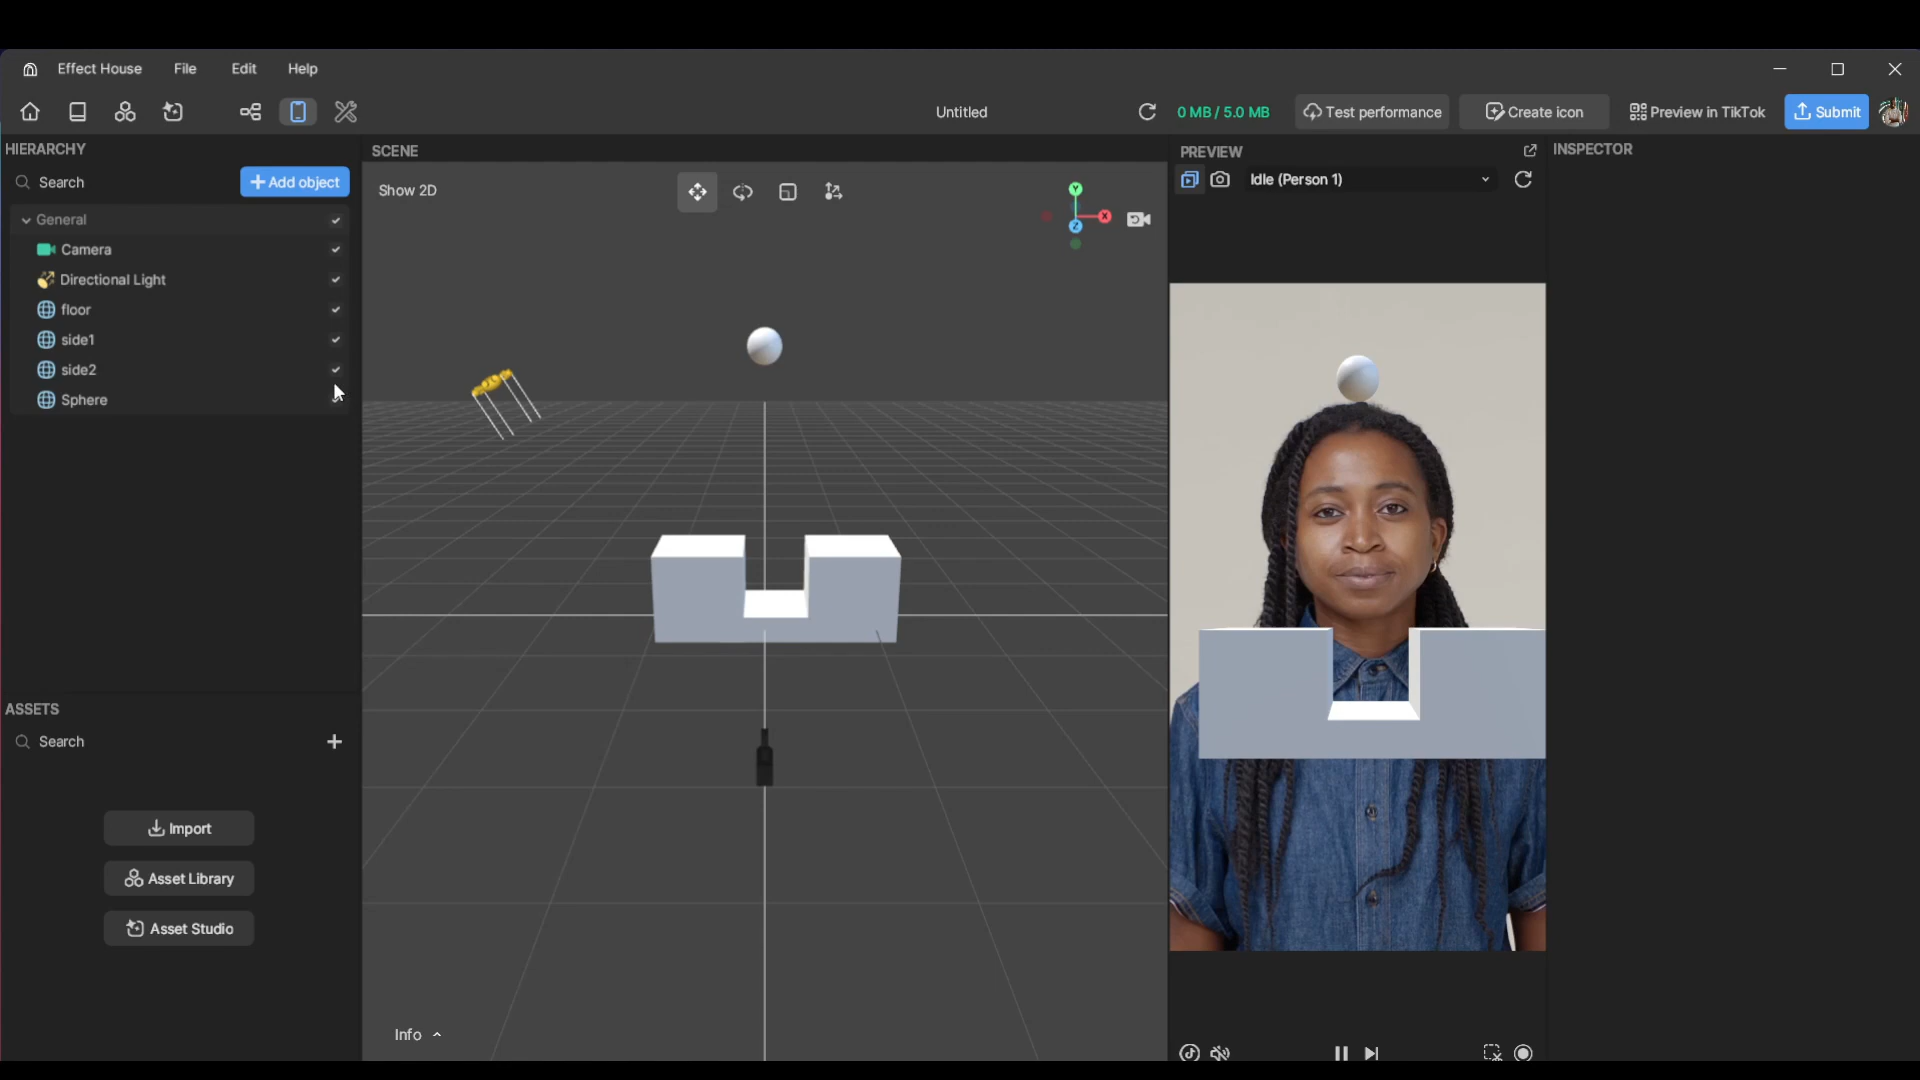 Effect House File Edit Help
Untitled 0 MB / 5.0 MB Test performance Create icon Preview in TikTok Submit
HIERARCHY
Search Add object
General
Camera
Directional Light
floor
side1
side2
Sphere
ASSETS
Search
Import
Asset Library
Asset Studio
SCENE
Show 2D
Y
X
Z
Info
PREVIEW
Idle (Person 1)
INSPECTOR